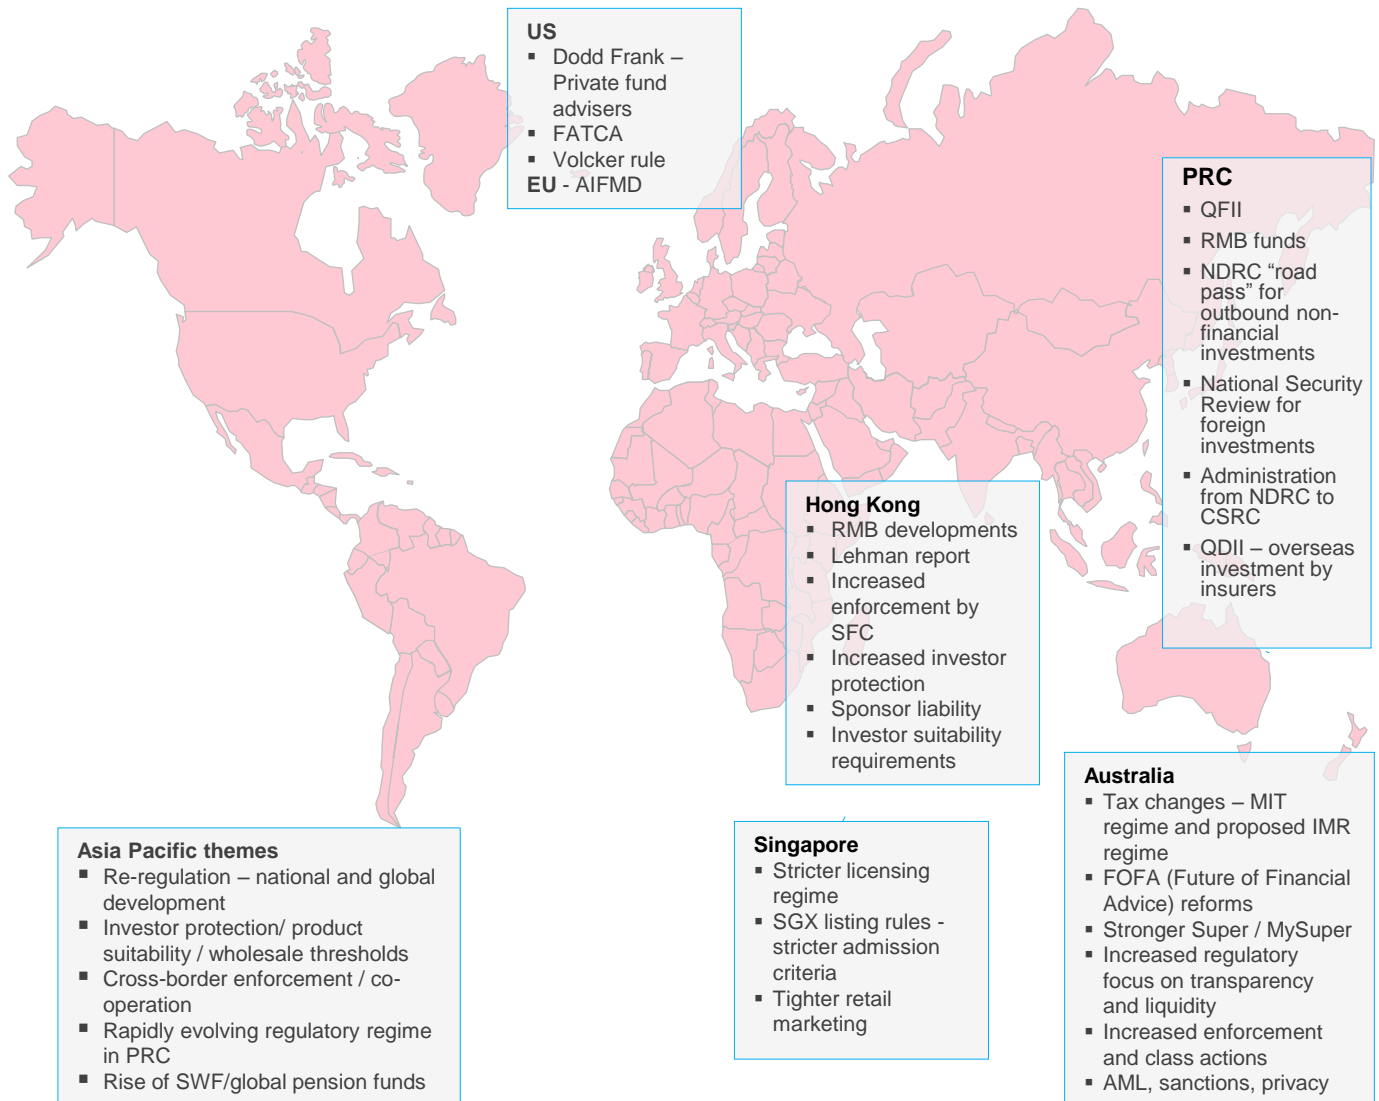 US
▪ Dodd Frank –
Private fund
advisers
▪ FATCA
▪ Volcker rule
EU - AIFMD
PRC
▪ QFII
▪ RMB funds
▪ NDRC “road
pass” for
outbound non-
financial
investments
▪ National Security
Review for
foreign
investments
▪ Administration
from NDRC to
CSRC
▪ QDII – overseas
investment by
insurers
Hong Kong
▪ RMB developments
▪ Lehman report
▪ Increased
enforcement by
SFC
▪ Increased investor
protection
▪ Sponsor liability
▪ Investor suitability
requirements
Australia
▪ Tax changes – MIT
regime and proposed IMR
regime
▪ FOFA (Future of Financial
Advice) reforms
▪ Stronger Super / MySuper
▪ Increased regulatory
focus on transparency
and liquidity
▪ Increased enforcement
and class actions
▪ AML, sanctions, privacy
Singapore
▪ Stricter licensing
regime
▪ SGX listing rules -
stricter admission
criteria
▪ Tighter retail
marketing
Asia Pacific themes
■ Re-regulation – national and global
development
■ Investor protection/ product
suitability / wholesale thresholds
■ Cross-border enforcement / co-
operation
■ Rapidly evolving regulatory regime
in PRC
■ Rise of SWF/global pension funds